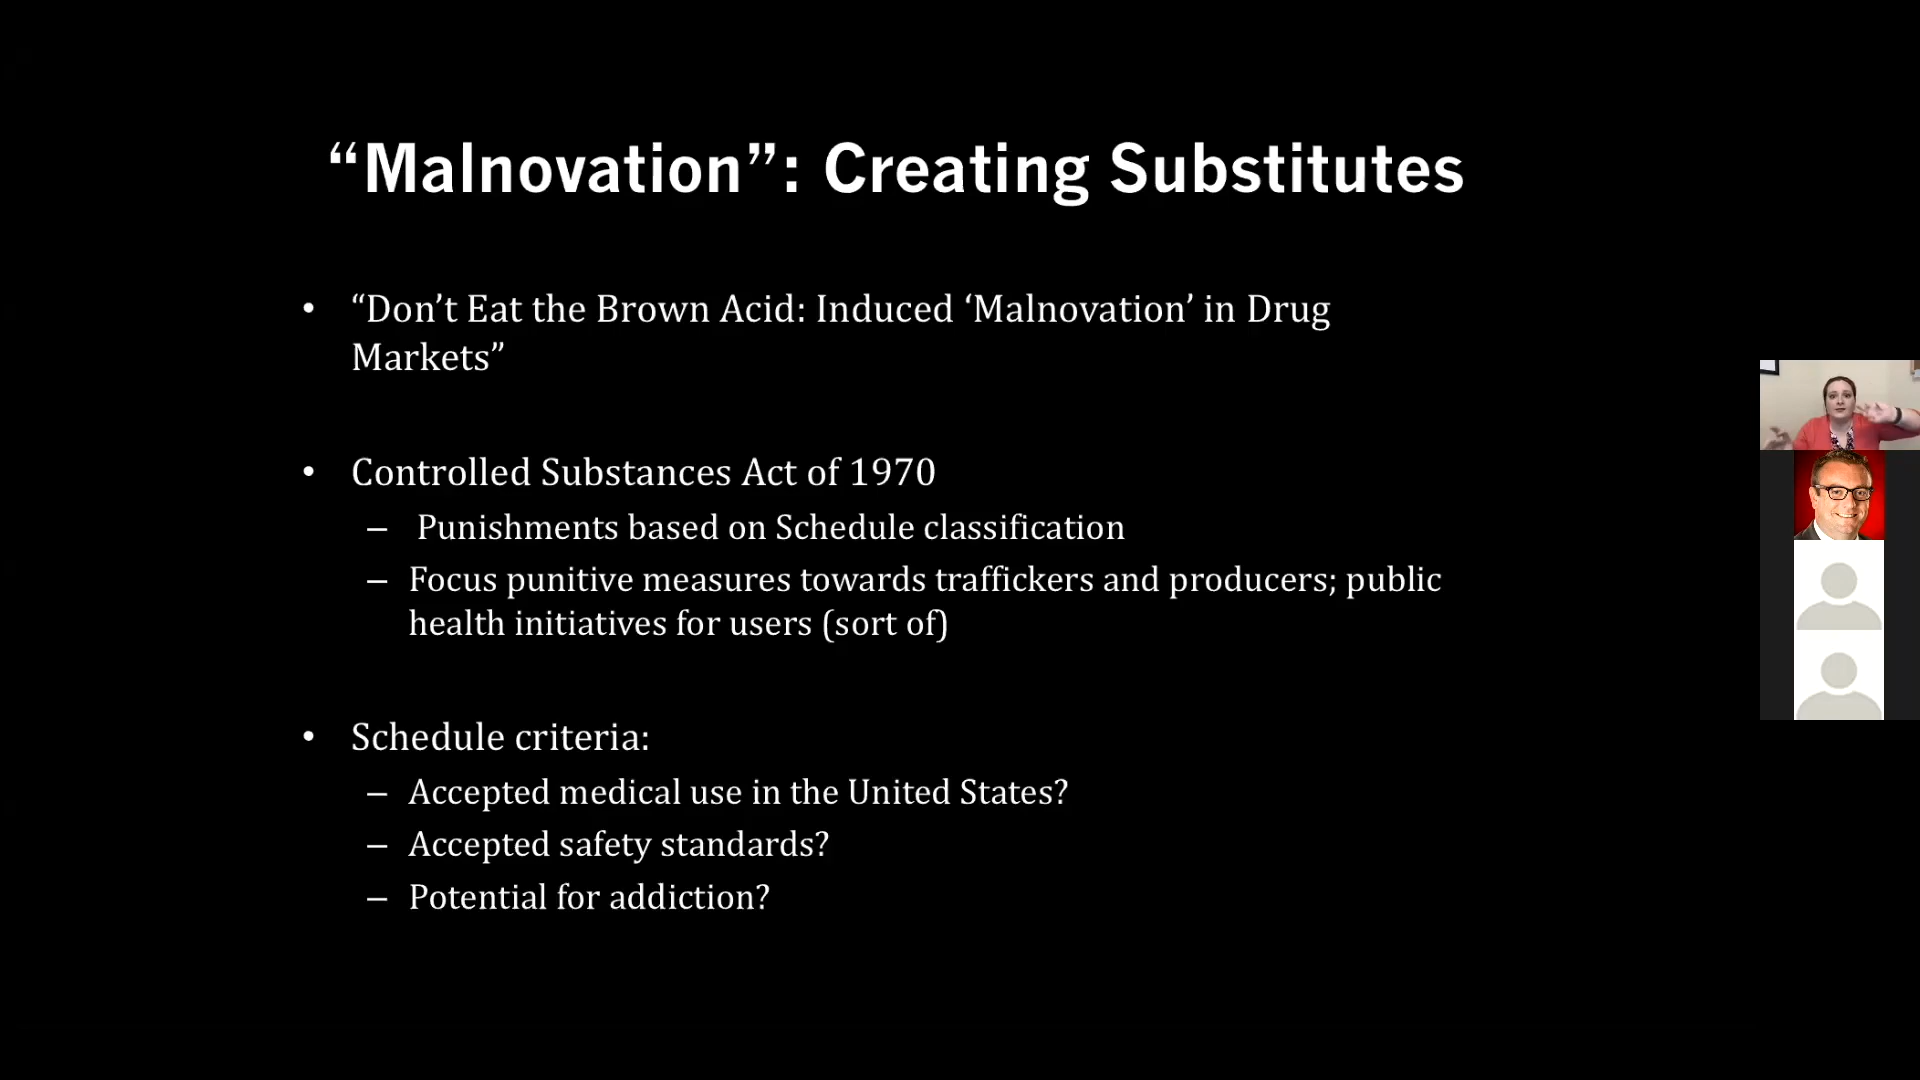 “Malnovation”: Creating Substitutes
• “Don’t Eat the Brown Acid: Induced ‘Malnovation’ in Drug
Markets”
• Controlled Substances Act of 1970
– Punishments based on Schedule classification
– Focus punitive measures towards traffickers and producers; public
health initiatives for users (sort of)
• Schedule criteria:
– Accepted medical use in the United States?
– Accepted safety standards?
– Potential for addiction?